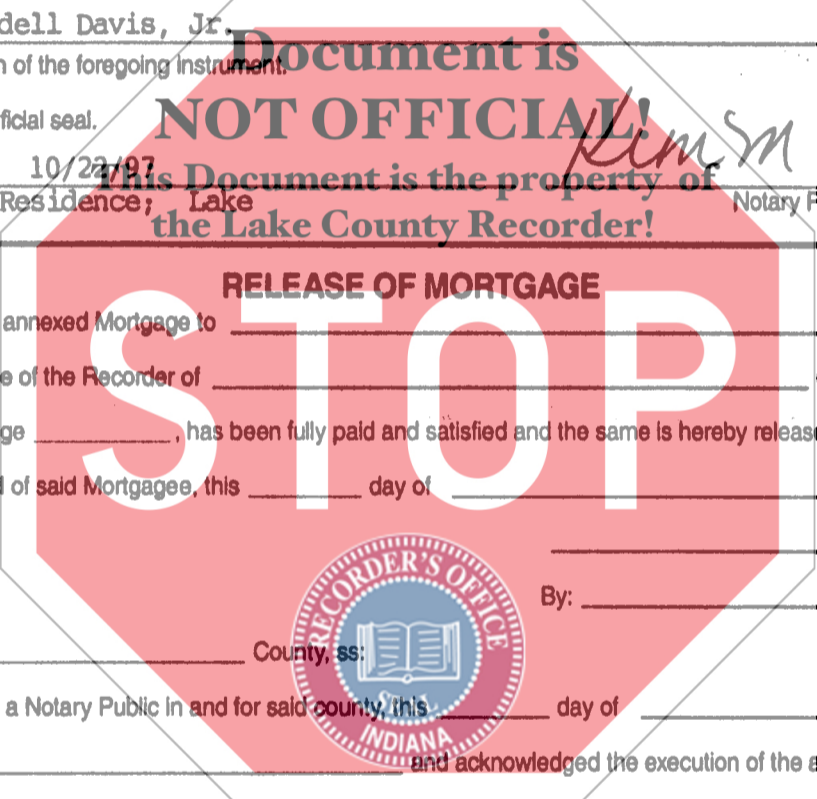 dell Davis, Jr.
Document is
n of the foregoing instrument.
NOT OFFICIAL!
ficial seal.
10/22/97
This Document is the property of
Residence; Lake Notary P
the Lake County Recorder!
RELEASE OF MORTGAGE
annexed Mortgage to
e of the Recorder of
ge , has been fully paid and satisfied and the same is hereby release
d of said Mortgagee, this day of
STOP
By:
RECORDER'S OFFICE
County, ss:
SEAL
a Notary Public in and for said county, this day of
INDIANA
and acknowledged the execution of the a